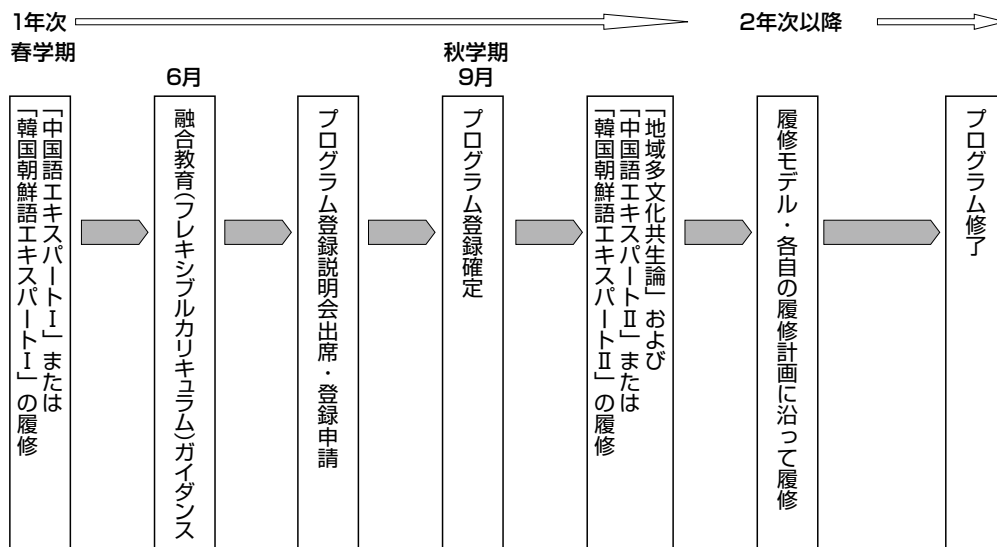 1年次
2年次以降
春学期
秋学期
6月
9月
「中国語エキスパートⅠ」または
「韓国朝鮮語エキスパートⅠ」の履修
融合教育(フレキシブルカリキュラム)ガイダンス
プログラム登録説明会出席・登録申請
プログラム登録確定
「地域多文化共生論」および
「中国語エキスパートⅡ」または
「韓国朝鮮語エキスパートⅡ」の履修
履修モデル・各自の履修計画に沿って履修
プログラム修了